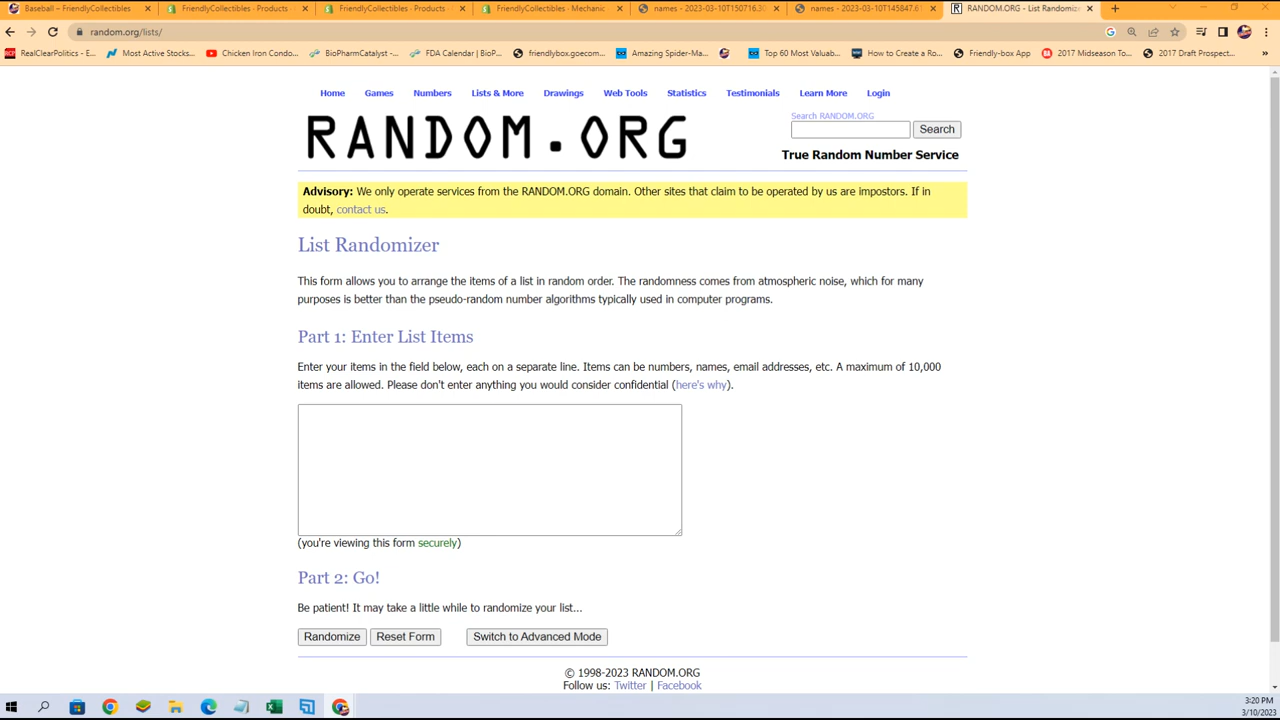 Baseball – FriendlyCollectibles
FriendlyCollectibles · Products ·
FriendlyCollectibles · Products ·
FriendlyCollectibles · Mechanic
names - 2023-03-10T150716.30
names - 2023-03-10T145847.61
RANDOM.ORG - List Randomize
random.org/lists/
RealClearPolitics - E...
Most Active Stocks...
Chicken Iron Condo...
BioPharmCatalyst -...
FDA Calendar | BioP...
friendlybox.goecom...
Amazing Spider-Ma...
Top 60 Most Valuab...
How to Create a Ro...
Friendly-box App
2017 Midseason To...
2017 Draft Prospect...
»
Home Games Numbers Lists & More Drawings Web Tools Statistics Testimonials Learn More Login
RANDOM.ORG
Search RANDOM.ORG
Search
True Random Number Service
Advisory: We only operate services from the RANDOM.ORG domain. Other sites that claim to be operated by us are impostors. If in
doubt, contact us.
List Randomizer
This form allows you to arrange the items of a list in random order. The randomness comes from atmospheric noise, which for many
purposes is better than the pseudo-random number algorithms typically used in computer programs.
Part 1: Enter List Items
Enter your items in the field below, each on a separate line. Items can be numbers, names, email addresses, etc. A maximum of 10,000
items are allowed. Please don't enter anything you would consider confidential (here's why).
(you're viewing this form securely)
Part 2: Go!
Be patient! It may take a little while to randomize your list...
Randomize Reset Form Switch to Advanced Mode
© 1998-2023 RANDOM.ORG
Follow us: Twitter | Facebook
3:20 PM
3/10/2023